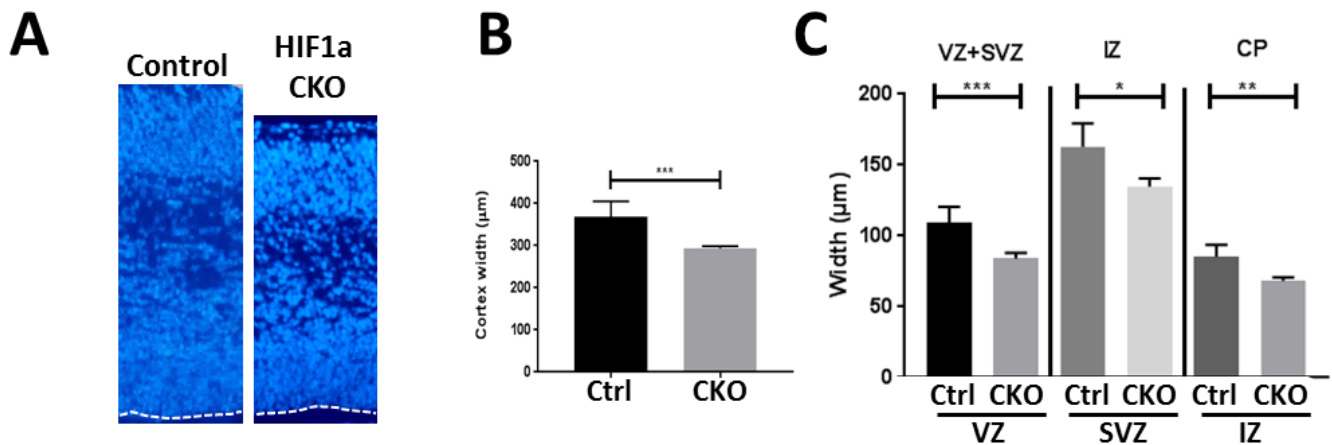 A
Control
HIF1a
CKO
B
***
Cortex width (µm)
500
400
300
200
100
0
Ctrl CKO
C
VZ+SVZ IZ CP
*** * **
Width (µm)
200
150
100
50
0
Ctrl CKO Ctrl CKO Ctrl CKO
VZ SVZ IZ